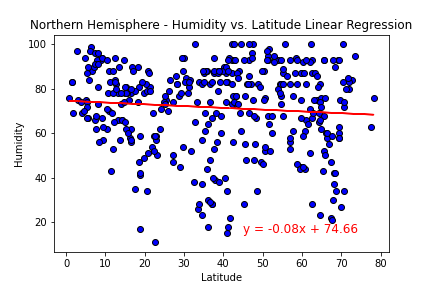 Northern Hemisphere - Humidity vs. Latitude Linear Regression
100
80
60
40
20
Humidity
y = -0.08x + 74.66
0 10 20 30 40 50 60 70 80
Latitude